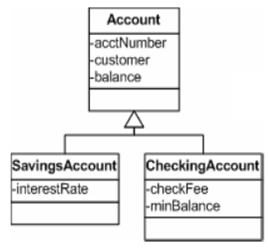 Account
-acctNumber
-customer
-balance
SavingsAccount
-interestRate
CheckingAccount
-checkFee
-minBalance